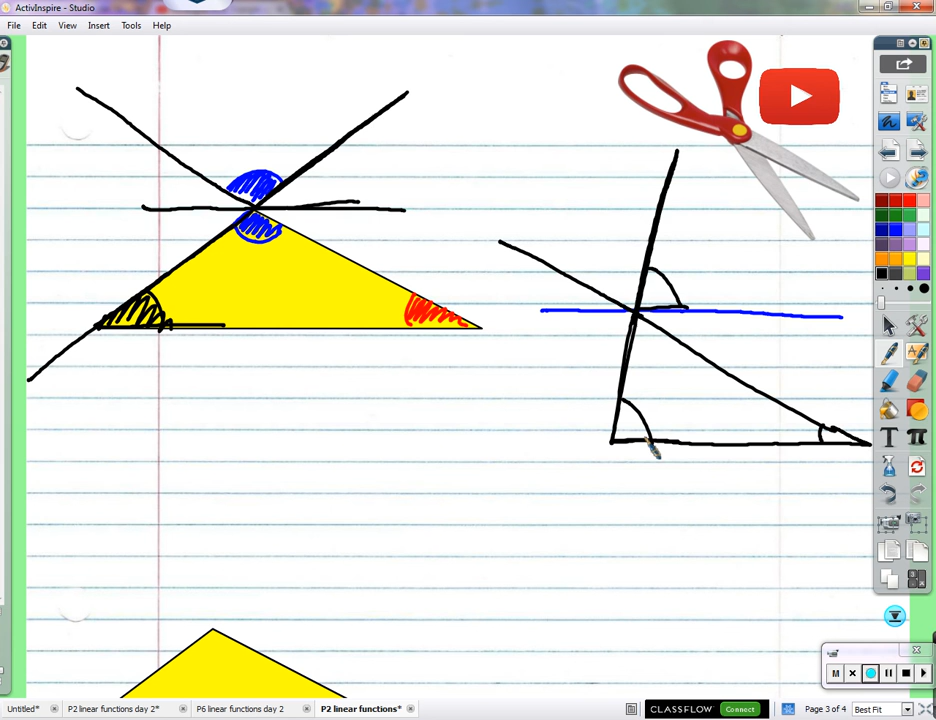 ActivInspire - Studio
File Edit View Insert Tools Help
T π
M
Untitled* P2 linear functions day 2* P6 linear functions day 2 P2 linear functions* CLASSFLOW Connect Page 3 of 4 Best Fit